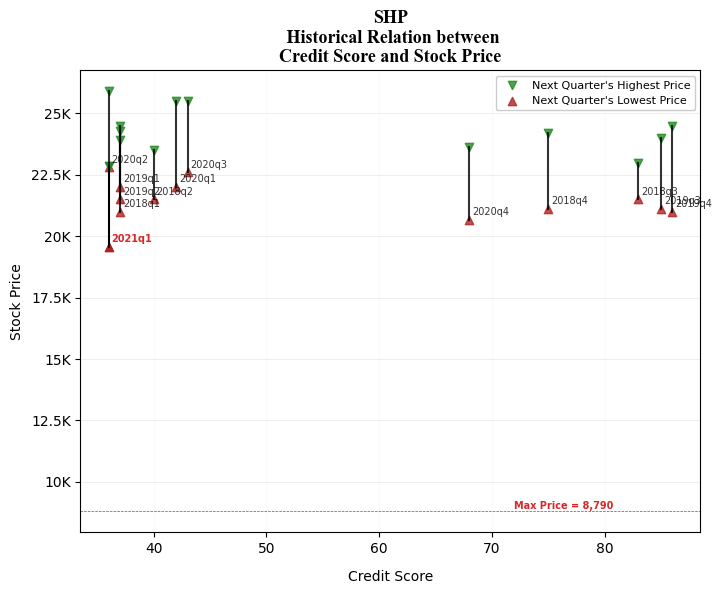 SHP
Historical Relation between
Credit Score and Stock Price
Next Quarter's Highest Price
Next Quarter's Lowest Price
25K
22.5K
20K
17.5K
15K
12.5K
10K
Stock Price
2020q2
2019q1
2019q2
2018q1
2021q1
2018q2
2020q1
2020q3
2020q4
2018q4
2018q3
2019q3
2019q4
Max Price = 8,790
40
50
60
70
80
Credit Score